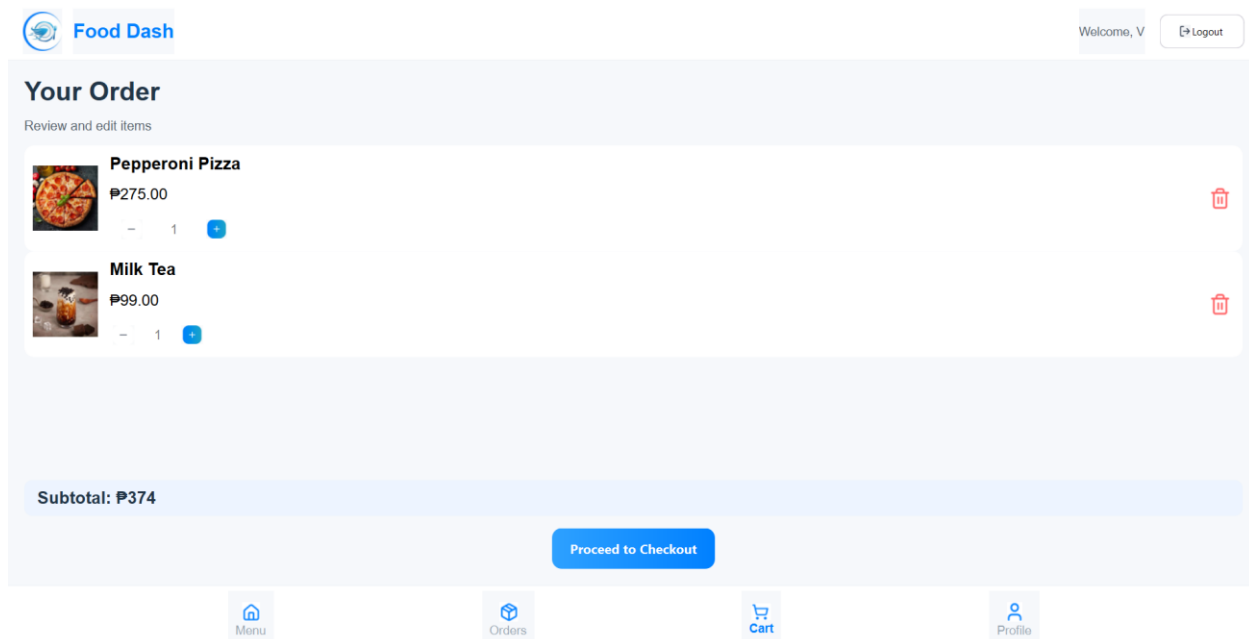 Food Dash
Welcome, V
Logout
Your Order
Review and edit items
Pepperoni Pizza
₱275.00
− 1 +
Milk Tea
₱99.00
− 1 +
Subtotal: ₱374
Proceed to Checkout
Menu
Orders
Cart
Profile